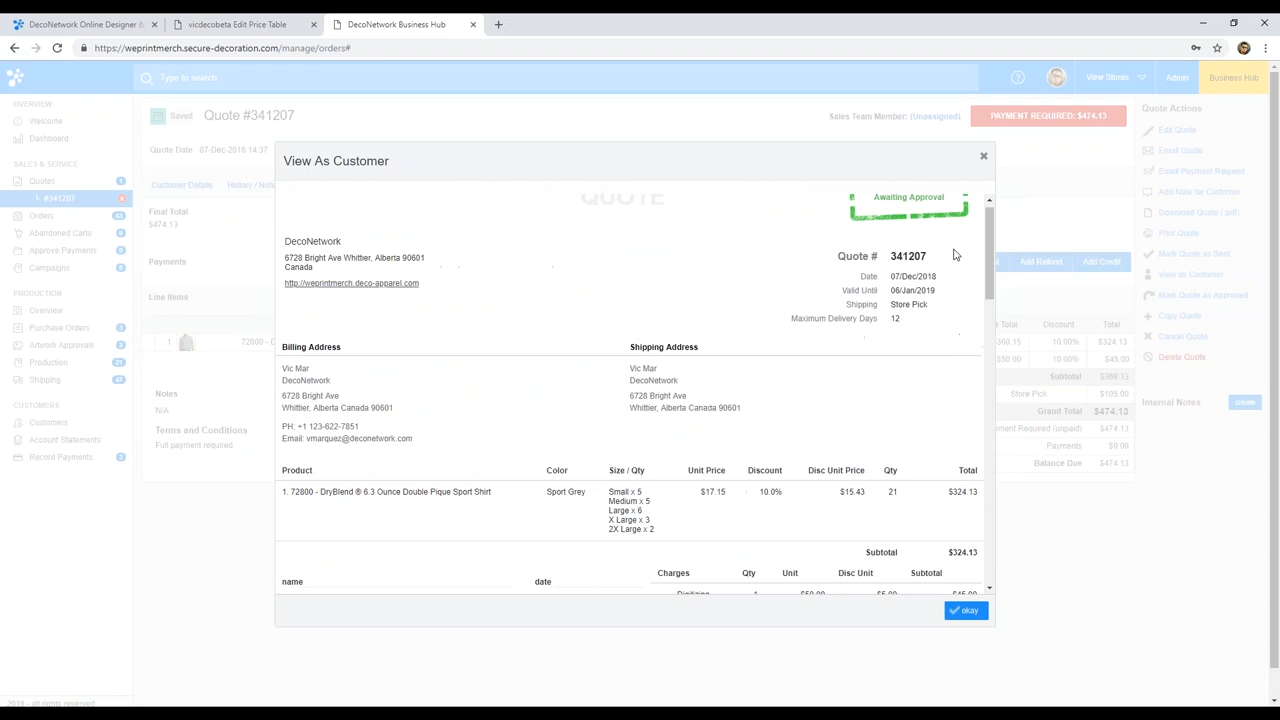 DecoNetwork Online Designer &
vicdecobeta Edit Price Table
DecoNetwork Business Hub
https://weprintmerch.secure-decoration.com/manage/orders#
Type to search
View Stores
Admin
Business Hub
OVERVIEW
Welcome
Dashboard
SALES & SERVICE
Quotes 1
#341207
Orders 63
Abandoned Carts
Approve Payments
Campaigns
PRODUCTION
Overview
Purchase Orders
Artwork Approvals
Production 21
Shipping 47
CUSTOMERS
Customers
Account Statements
Record Payments
2018 - all rights reserved
Saved Quote #341207
Sales Team Member: (Unassigned)
PAYMENT REQUIRED: $474.13
Quote Date 07-Dec-2018 14:37
Customer Details History / Note
Final Total
$474.13
Payments
Add Refund Add Credit
Line Items
1 72800 - D
Notes
N/A
Terms and Conditions
Full payment required.
View As Customer
QUOTE
Awaiting Approval
DecoNetwork
6728 Bright Ave Whittier, Alberta 90601
Canada
http://weprintmerch.deco-apparel.com
Quote # 341207
Date 07/Dec/2018
Valid Until 06/Jan/2019
Shipping Store Pick
Maximum Delivery Days 12
Billing Address
Vic Mar
DecoNetwork
6728 Bright Ave
Whittier, Alberta Canada 90601
PH: +1 123-622-7851
Email: vmarquez@deconetwork.com
Shipping Address
Vic Mar
DecoNetwork
6728 Bright Ave
Whittier, Alberta Canada 90601
Product Color Size / Qty Unit Price Discount Disc Unit Price Qty Total
1. 72800 - DryBlend ® 6.3 Ounce Double Pique Sport Shirt Sport Grey Small x 5 $17.15 10.0% $15.43 21 $324.13
Medium x 5
Large x 6
X Large x 3
2X Large x 2
Subtotal $324.13
Charges Qty Unit Disc Unit Subtotal
name date
Digitizing 1 $50.00 $5.00 $45.00
okay
Total Discount Total
$360.15 10.00% $324.13
$50.00 10.00% $45.00
Subtotal $369.13
Store Pick $105.00
Grand Total $474.13
ment Required (unpaid) $474.13
Payments $0.00
Balance Due $474.13
Quote Actions
Edit Quote
Email Quote
Email Payment Request
Add Note for Customer
Download Quote (.pdf)
Print Quote
Mark Quote as Sent
View as Customer
Mark Quote as Approved
Copy Quote
Cancel Quote
Delete Quote
Internal Notes